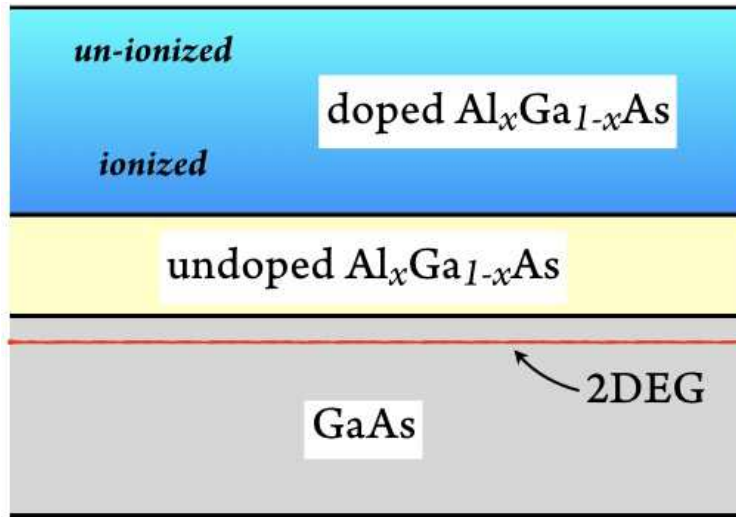 un-ionized
doped AlxGa1-xAs
ionized
undoped AlxGa1-xAs
2DEG
GaAs